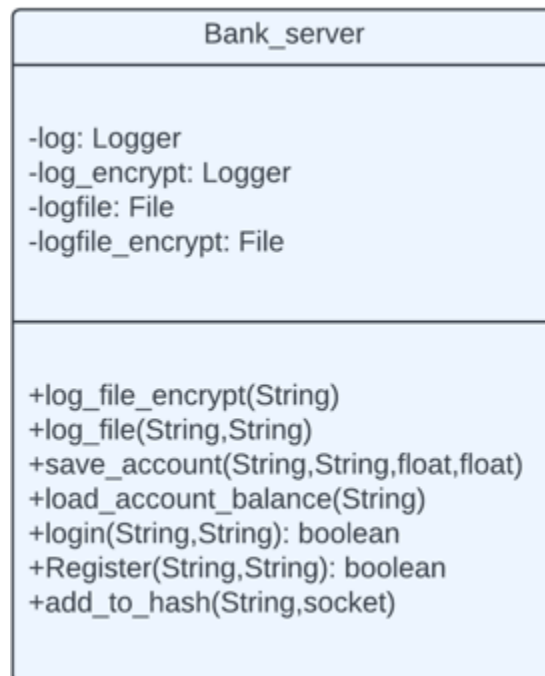 Bank_server
-log: Logger
-log_encrypt: Logger
-logfile: File
-logfile_encrypt: File
+log_file_encrypt(String)
+log_file(String,String)
+save_account(String,String,float,float)
+load_account_balance(String)
+login(String,String): boolean
+Register(String,String): boolean
+add_to_hash(String,socket)